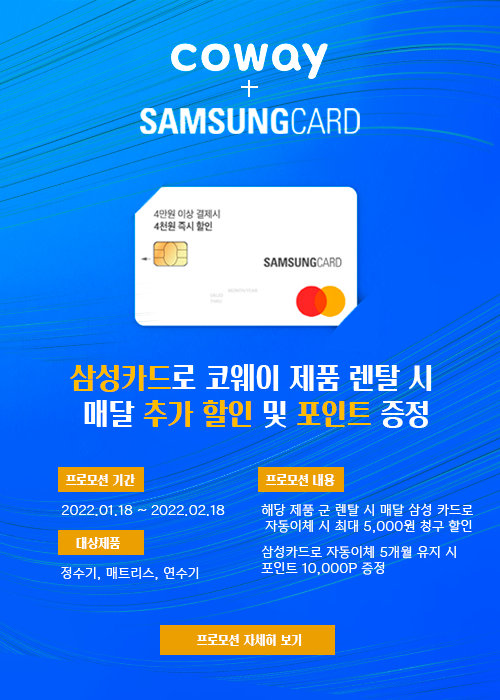 coway
+
SAMSUNGCARD
4만원 이상 결제시
4천원 즉시 할인
SAMSUNGCARD
삼성카드로 코웨이 제품 렌탈 시
매달 추가 할인 및 포인트 증정
프로모션 기간
2022.01.18 ~ 2022.02.18
대상제품
정수기, 매트리스, 연수기
프로모션 내용
해당 제품 군 렌탈 시 매달 삼성 카드로
자동이체 시 최대 5,000원 청구 할인
삼성카드로 자동이체 5개월 유지 시
포인트 10,000P 증정
프로모션 자세히 보기